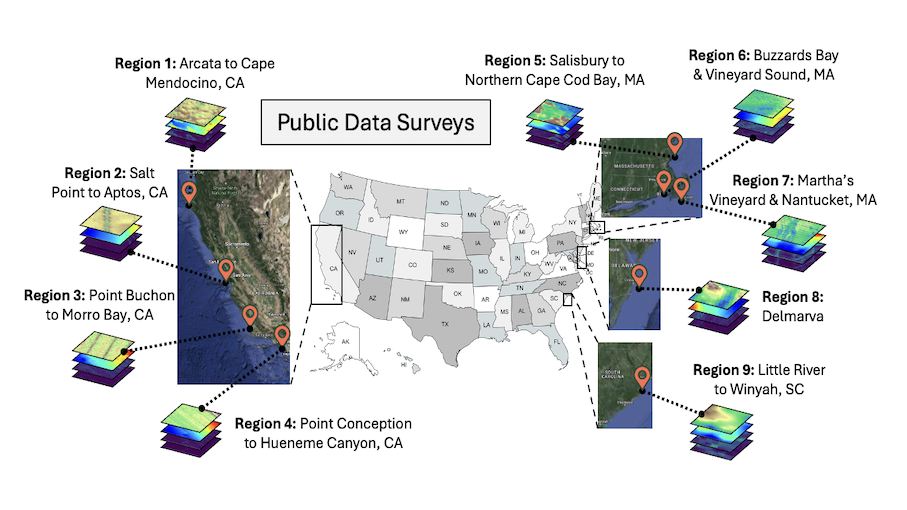 Public Data Surveys
Region 1: Arcata to Cape
Mendocino, CA
Region 2: Salt
Point to Aptos, CA
Region 3: Point Buchon
to Morro Bay, CA
Region 4: Point Conception
to Hueneme Canyon, CA
Region 5: Salisbury to
Northern Cape Cod Bay, MA
Region 6: Buzzards Bay
& Vineyard Sound, MA
Region 7: Martha’s
Vineyard & Nantucket, MA
Region 8:
Delmarva
Region 9: Little River
to Winyah, SC
WA
OR
CA
ID
NV
MT
WY
UT
AZ
CO
NM
ND
SD
NE
KS
OK
TX
MN
IA
MO
AR
LA
WI
IL
MS
MI
IN
KY
TN
AL
OH
WV
VA
NC
SC
GA
FL
PA
NY
DE
MD
DC
AK
HI
MASSACHUSETTS
CONNECTICUT
Sacramento
SOUTH
CAROLINA